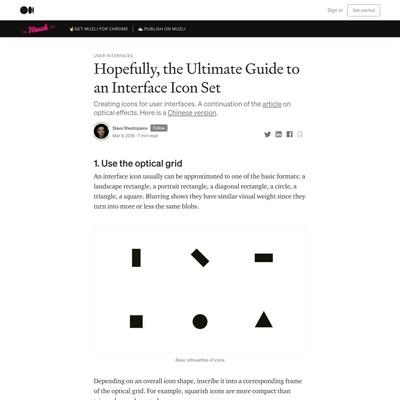 Sign in
Get started
Muzli
GET MUZLI FOR CHROME
PUBLISH ON MUZLI
USER INTERFACES
Hopefully, the Ultimate Guide to
an Interface Icon Set
Creating icons for user interfaces. A continuation of the article on
optical effects. Here is a Chinese version.
Slava Shestopalov Follow
Mar 9, 2018 · 7 min read
1. Use the optical grid
An interface icon usually can be approximated to one of the basic formats: a
landscape rectangle, a portrait rectangle, a diagonal rectangle, a circle, a
triangle, a square. Blurring shows they have similar visual weight since they
turn into more or less the same blobs.
Basic silhouettes of icons.
Depending on an overall icon shape, inscribe it into a corresponding frame
of the optical grid. For example, squarish icons are more compact than